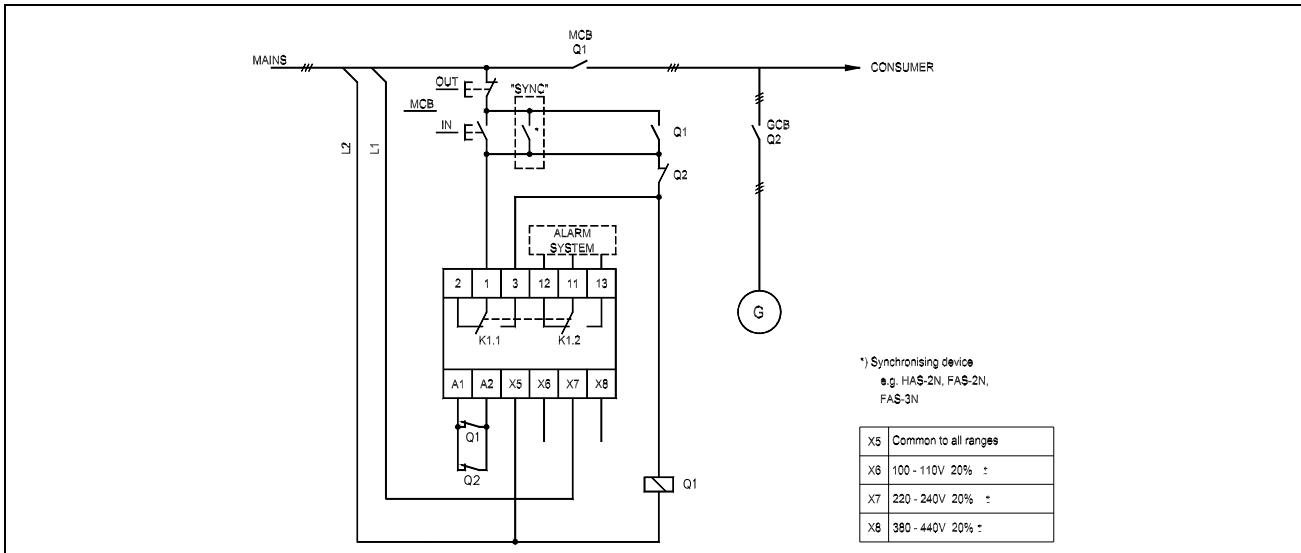 MCB
Q1
MAINS
CONSUMER
OUT
"SYNC"
MCB
IN
*
Q1
GCB
Q2
L2
L1
Q2
ALARM
SYSTEM
2 1 3 12 11 13
G
K1.1 K1.2
*) Synchronising device
e.g. HAS-2N, FAS-2N,
FAS-3N
A1 A2 X5 X6 X7 X8
Q1
Q2
Q1
X5 Common to all ranges
X6 100 - 110V 20% ±
X7 220 - 240V 20% ±
X8 380 - 440V 20% ±